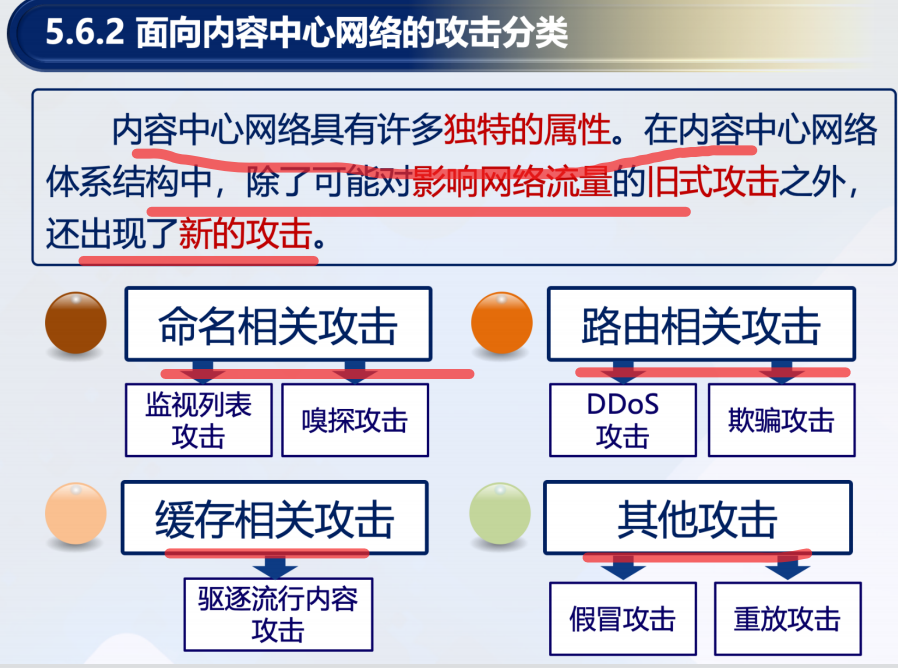 5.6.2 面向内容中心网络的攻击分类
内容中心网络具有许多独特的属性。在内容中心网络
体系结构中，除了可能对影响网络流量的旧式攻击之外，
还出现了新的攻击。
命名相关攻击
监视列表
攻击
嗅探攻击
路由相关攻击
DDoS
攻击
欺骗攻击
缓存相关攻击
驱逐流行内容
攻击
其他攻击
假冒攻击
重放攻击